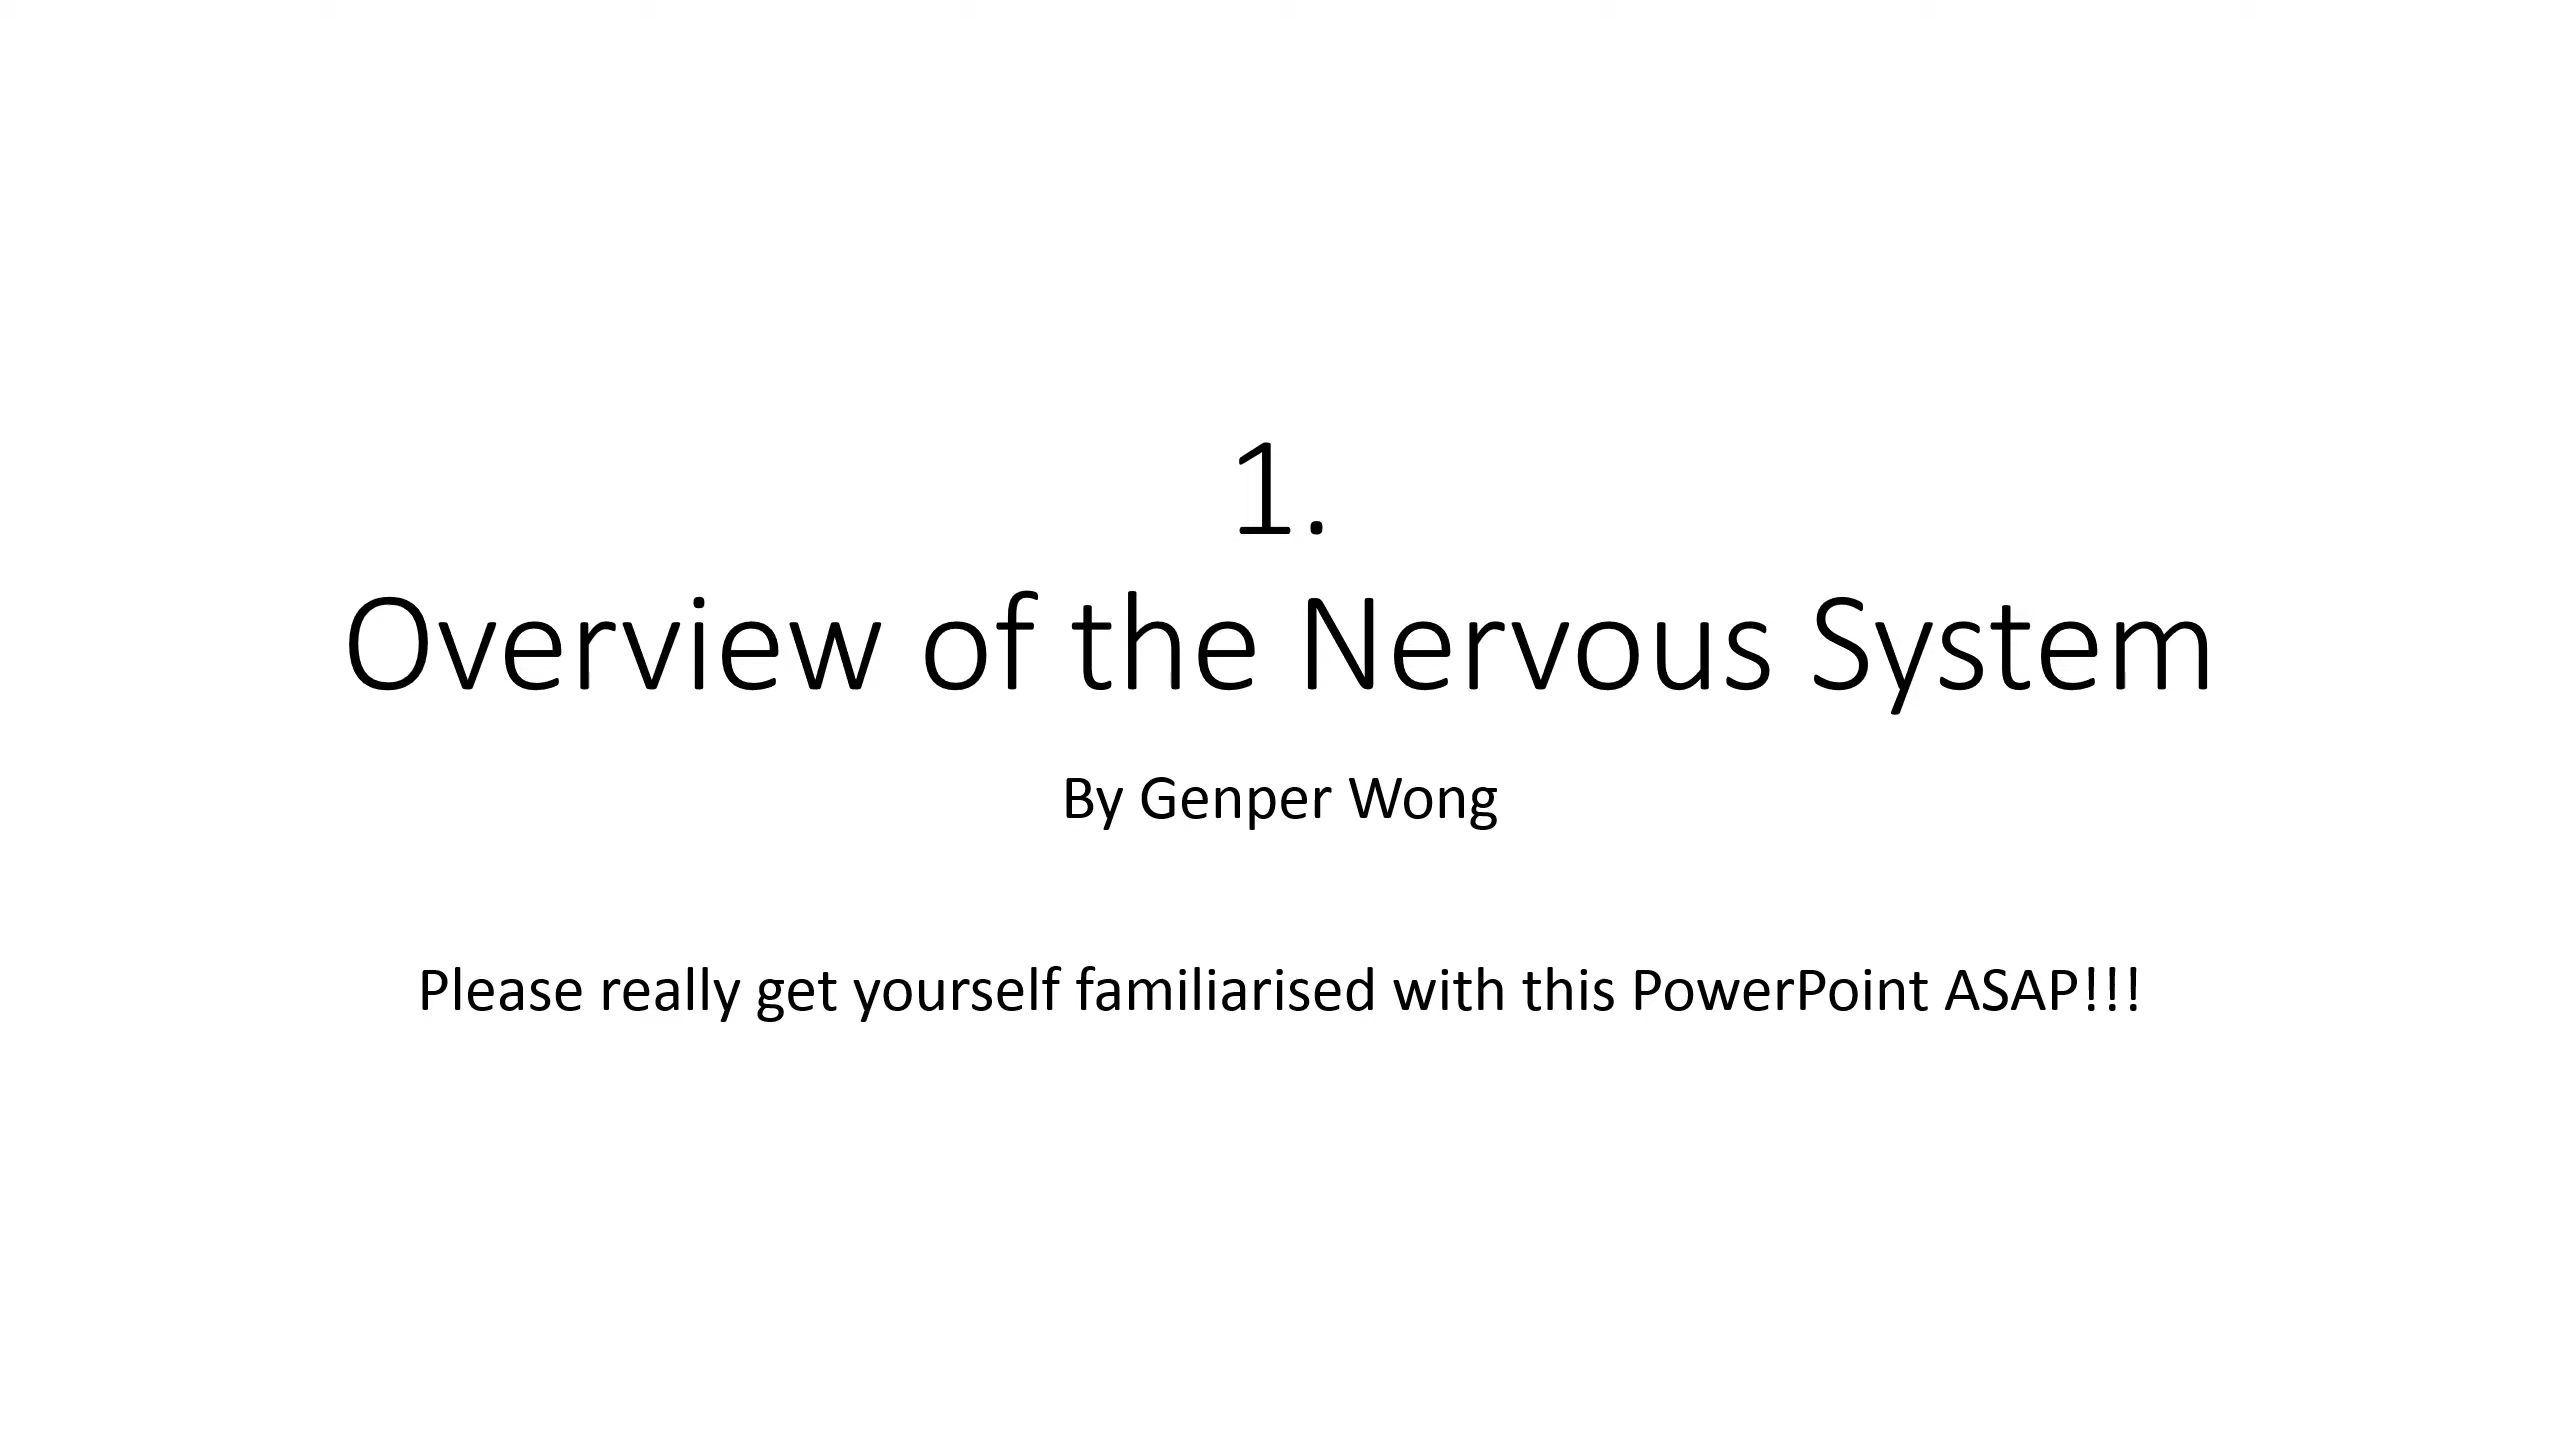 1.
Overview of the Nervous System
By Genper Wong
Please really get yourself familiarised with this PowerPoint ASAP!!!